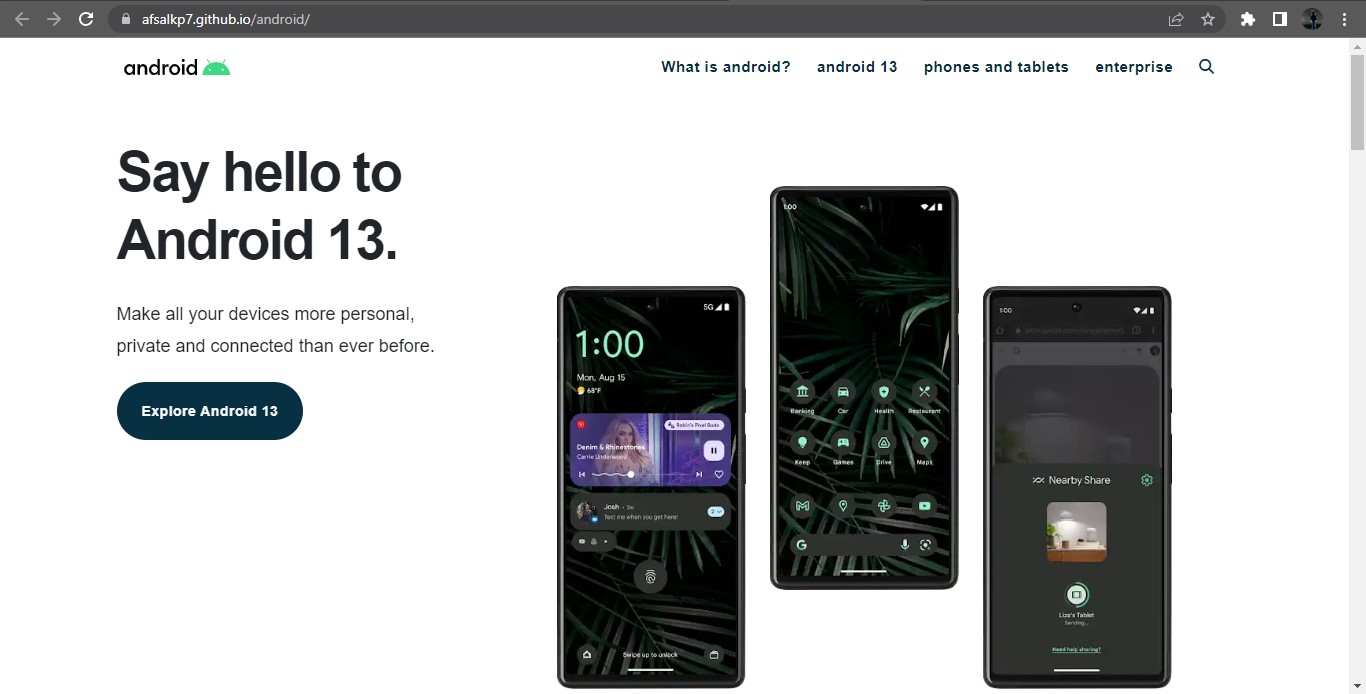 afsalkp7.github.io/android/
android
What is android?
android 13
phones and tablets
enterprise
Say hello to
Android 13.
Make all your devices more personal,
private and connected than ever before.
Explore Android 13
5G
1:00
Mon, Aug 15
68°F
Robin's Pixel Buds
Denim & Rhinestones
Carrie Underwood
Josh · 2m
Text me when you get here!
2
Swipe up to unlock
1:00
Banking
Car
Health
Restaurant
Keep
Games
Drive
Maps
G
1:00
Nearby Share
Liza's Tablet
Sending...
Need help sharing?